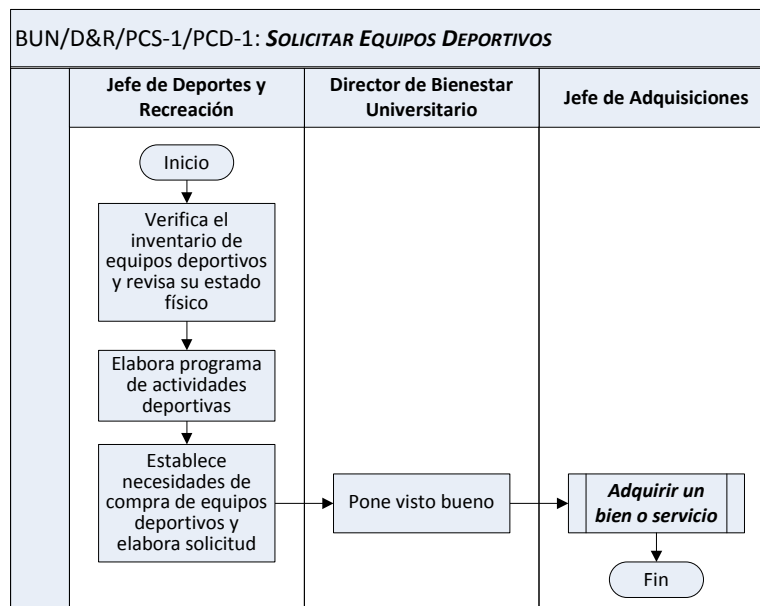 BUN/D&R/PCS-1/PCD-1: SOLICITAR EQUIPOS DEPORTIVOS
Jefe de Deportes y
Recreación
Director de Bienestar
Universitario
Jefe de Adquisiciones
Inicio
Verifica el
inventario de
equipos deportivos
y revisa su estado
físico
Elabora programa
de actividades
deportivas
Establece
necesidades de
compra de equipos
deportivos y
elabora solicitud
Pone visto bueno
Adquirir un
bien o servicio
Fin